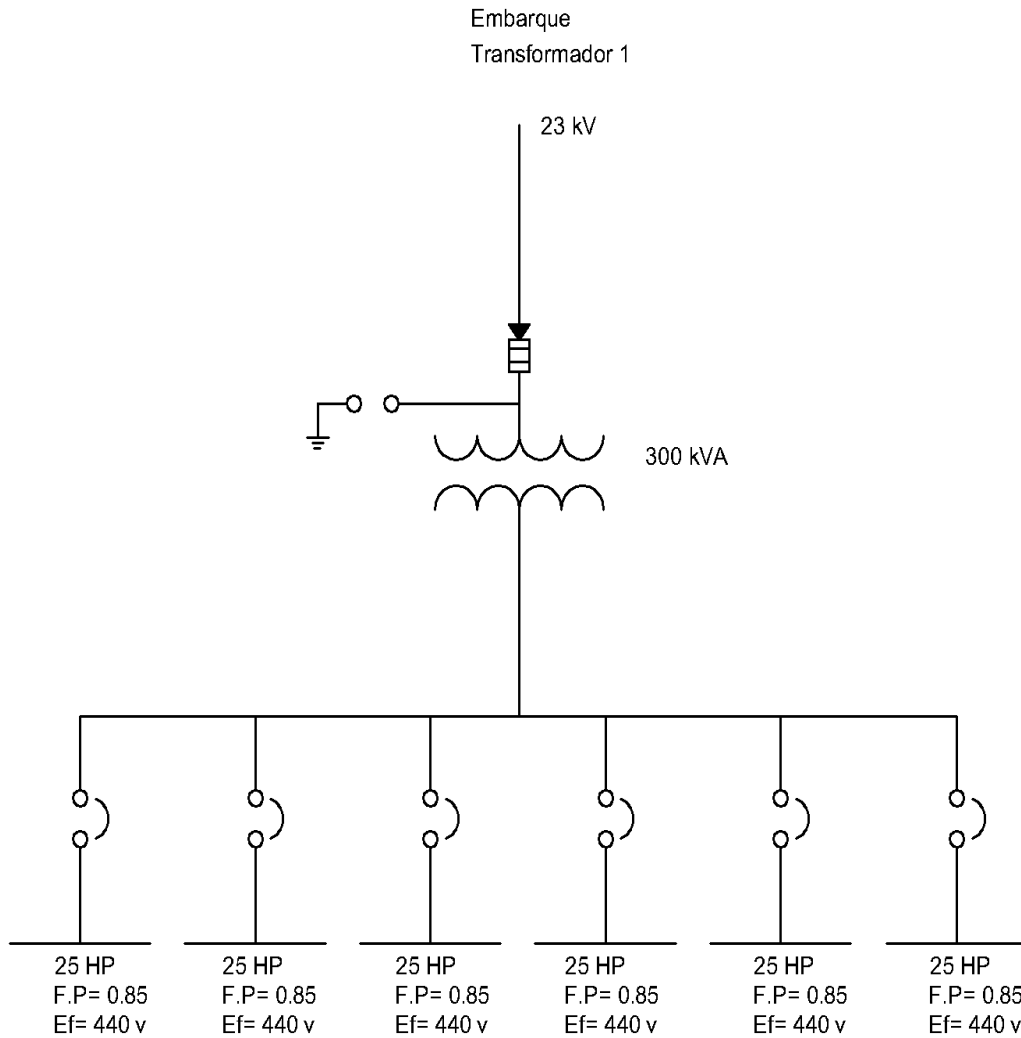 Embarque
Transformador 1
23 kV
300 kVA
25 HP
F.P= 0.85
Ef= 440 v
25 HP
F.P= 0.85
Ef= 440 v
25 HP
F.P= 0.85
Ef= 440 v
25 HP
F.P= 0.85
Ef= 440 v
25 HP
F.P= 0.85
Ef= 440 v
25 HP
F.P= 0.85
Ef= 440 v